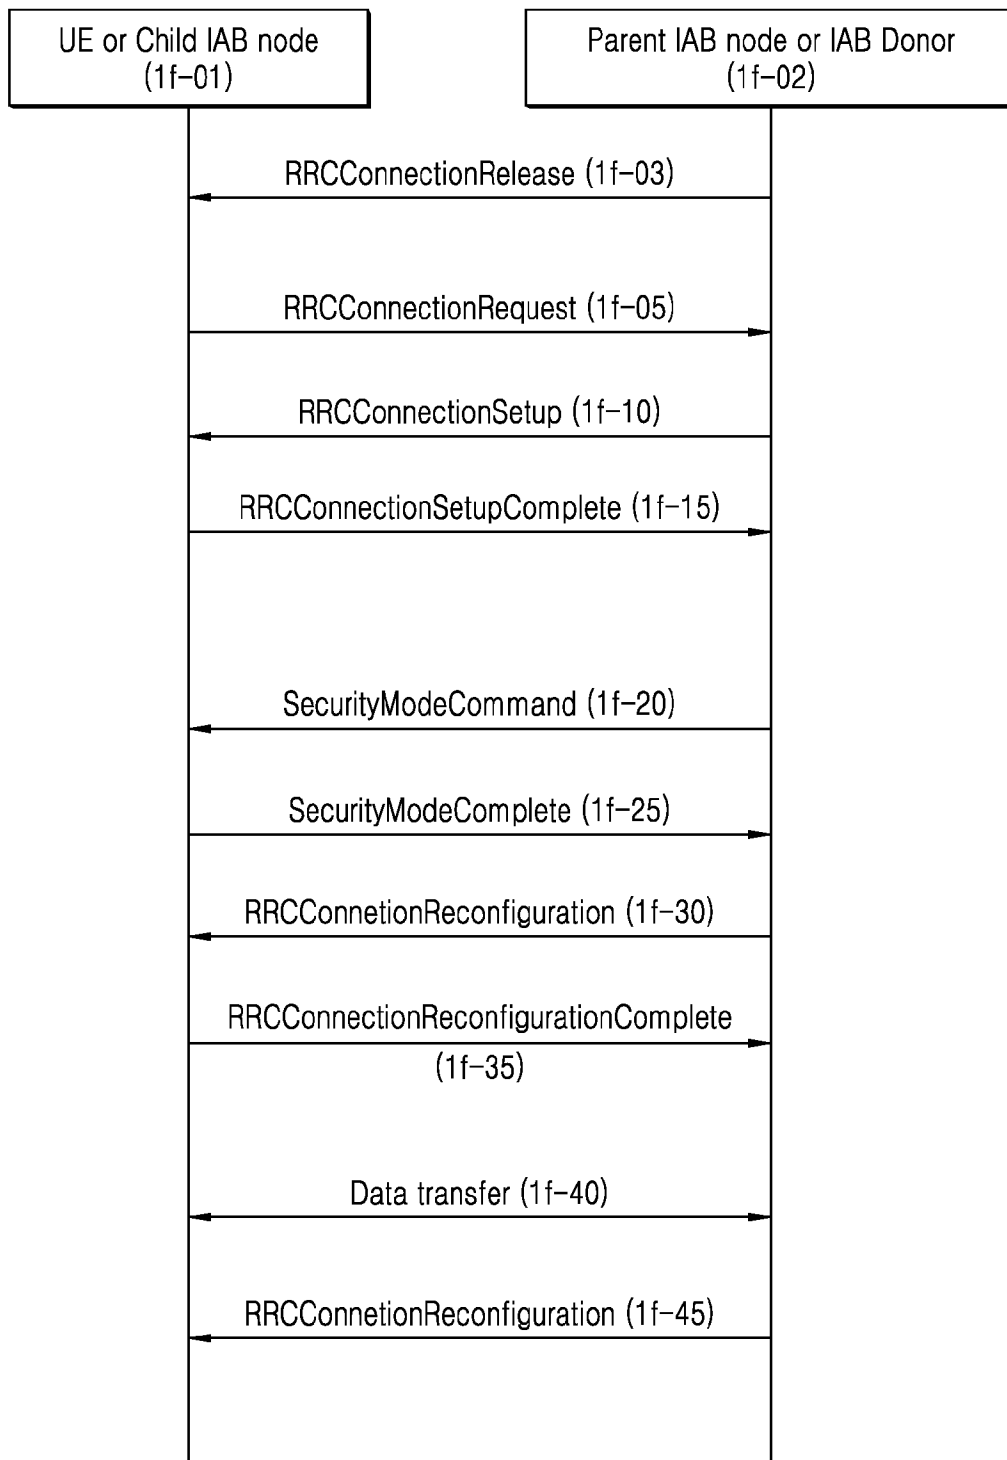 UE or Child IAB node
(1f-01)
Parent IAB node or IAB Donor
(1f-02)
RRCConnectionRelease (1f-03)
RRCConnectionRequest (1f-05)
RRCConnectionSetup (1f-10)
RRCConnectionSetupComplete (1f-15)
SecurityModeCommand (1f-20)
SecurityModeComplete (1f-25)
RRCConnetionReconfiguration (1f-30)
RRCConnectionReconfigurationComplete
(1f-35)
Data transfer (1f-40)
RRCConnetionReconfiguration (1f-45)